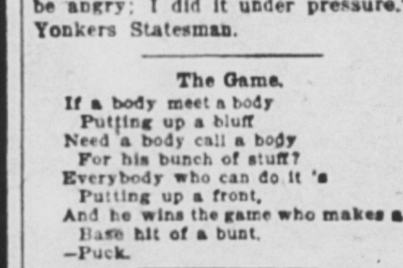 be angry; I did it under pressure.
Yonkers Statesman.
The Game.
If a body meet a body
Putting up a bluff
Need a body call a body
For his bunch of stuff?
Everybody who can do it 's
Putting up a front,
And he wins the game who makes a
Base hit of a bunt.
—Puck.